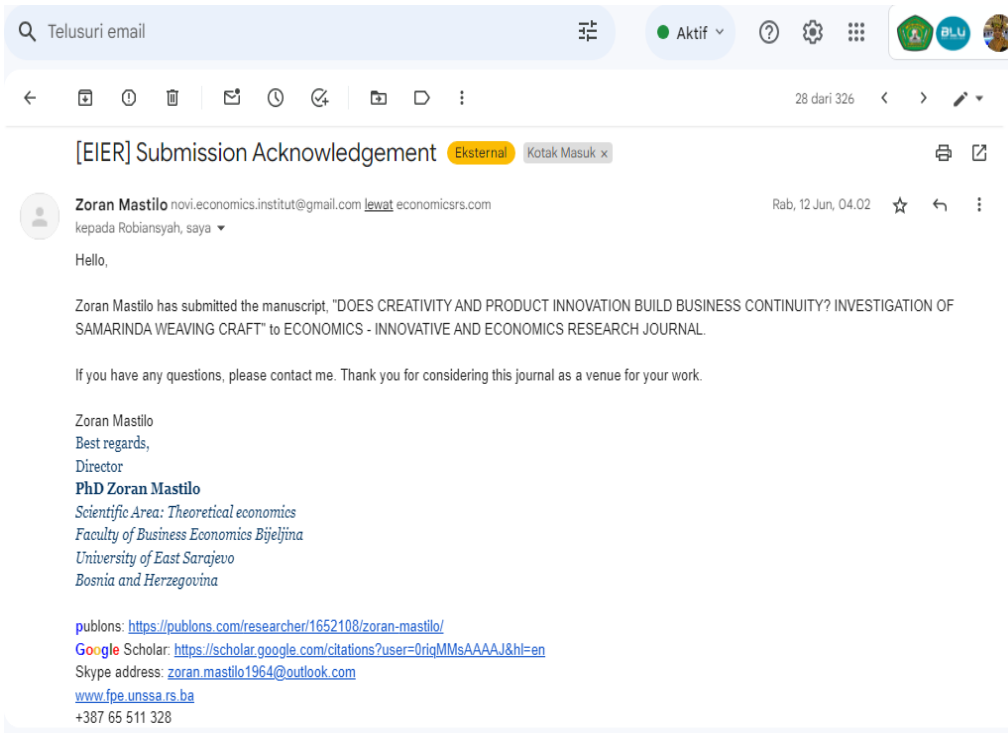 Telusuri email
Aktif
BLU
28 dari 326
[EIER] Submission Acknowledgement Eksternal Kotak Masuk x
Zoran Mastilo novi.economics.institut@gmail.com lewat economicsrs.com Rab, 12 Jun, 04.02
kepada Robiansyah, saya
Hello,
Zoran Mastilo has submitted the manuscript, "DOES CREATIVITY AND PRODUCT INNOVATION BUILD BUSINESS CONTINUITY? INVESTIGATION OF
SAMARINDA WEAVING CRAFT" to ECONOMICS - INNOVATIVE AND ECONOMICS RESEARCH JOURNAL.
If you have any questions, please contact me. Thank you for considering this journal as a venue for your work.
Zoran Mastilo
Best regards,
Director
PhD Zoran Mastilo
Scientific Area: Theoretical economics
Faculty of Business Economics Bijeljina
University of East Sarajevo
Bosnia and Herzegovina
publons: https://publons.com/researcher/1652108/zoran-mastilo/
Google Scholar: https://scholar.google.com/citations?user=0riqMMsAAAAJ&hl=en
Skype address: zoran.mastilo1964@outlook.com
www.fpe.unssa.rs.ba
+387 65 511 328